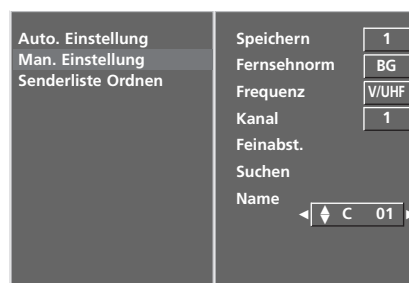 Auto. Einstellung
Man. Einstellung
Senderliste Ordnen
Speichern 1
Fernsehnorm BG
Frequenz V/UHF
Kanal 1
Feinabst.
Suchen
Name
C 01